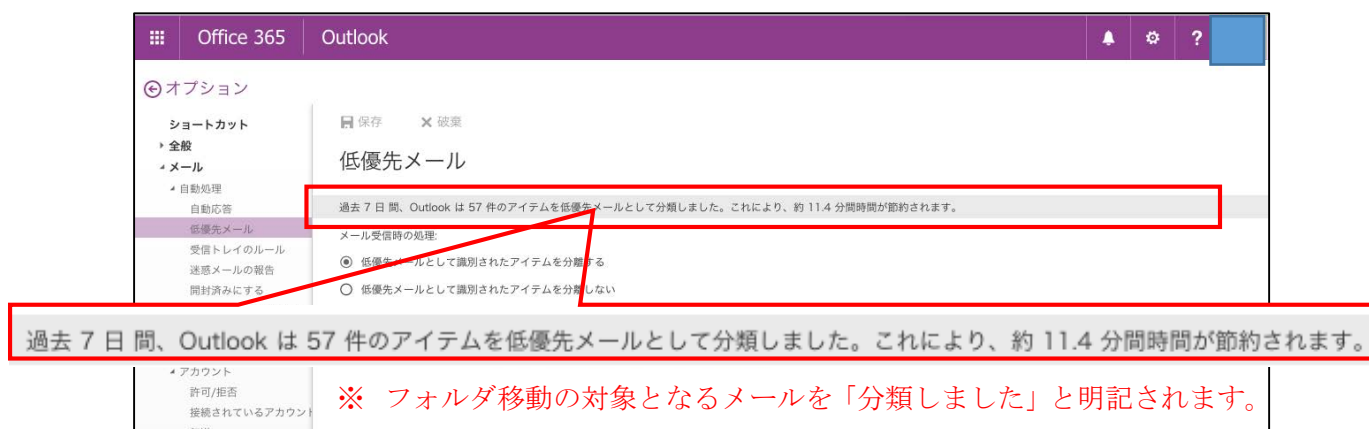 Office 365 Outlook ?
オプション
ショートカット
全般
メール
自動処理
自動応答
低優先メール
受信トレイのルール
迷惑メールの報告
開封済みにする
保存 破棄
低優先メール
過去 7 日 間、Outlook は 57 件のアイテムを低優先メールとして分類しました。これにより、約 11.4 分間時間が節約されます。
メール受信時の処理:
低優先メールとして識別されたアイテムを分離する
低優先メールとして識別されたアイテムを分離しない
過去 7 日 間、Outlook は 57 件のアイテムを低優先メールとして分類しました。これにより、約 11.4 分間時間が節約されます。
アカウント
許可/拒否
接続されているアカウント
※ フォルダ移動の対象となるメールを「分類しました」と明記されます。